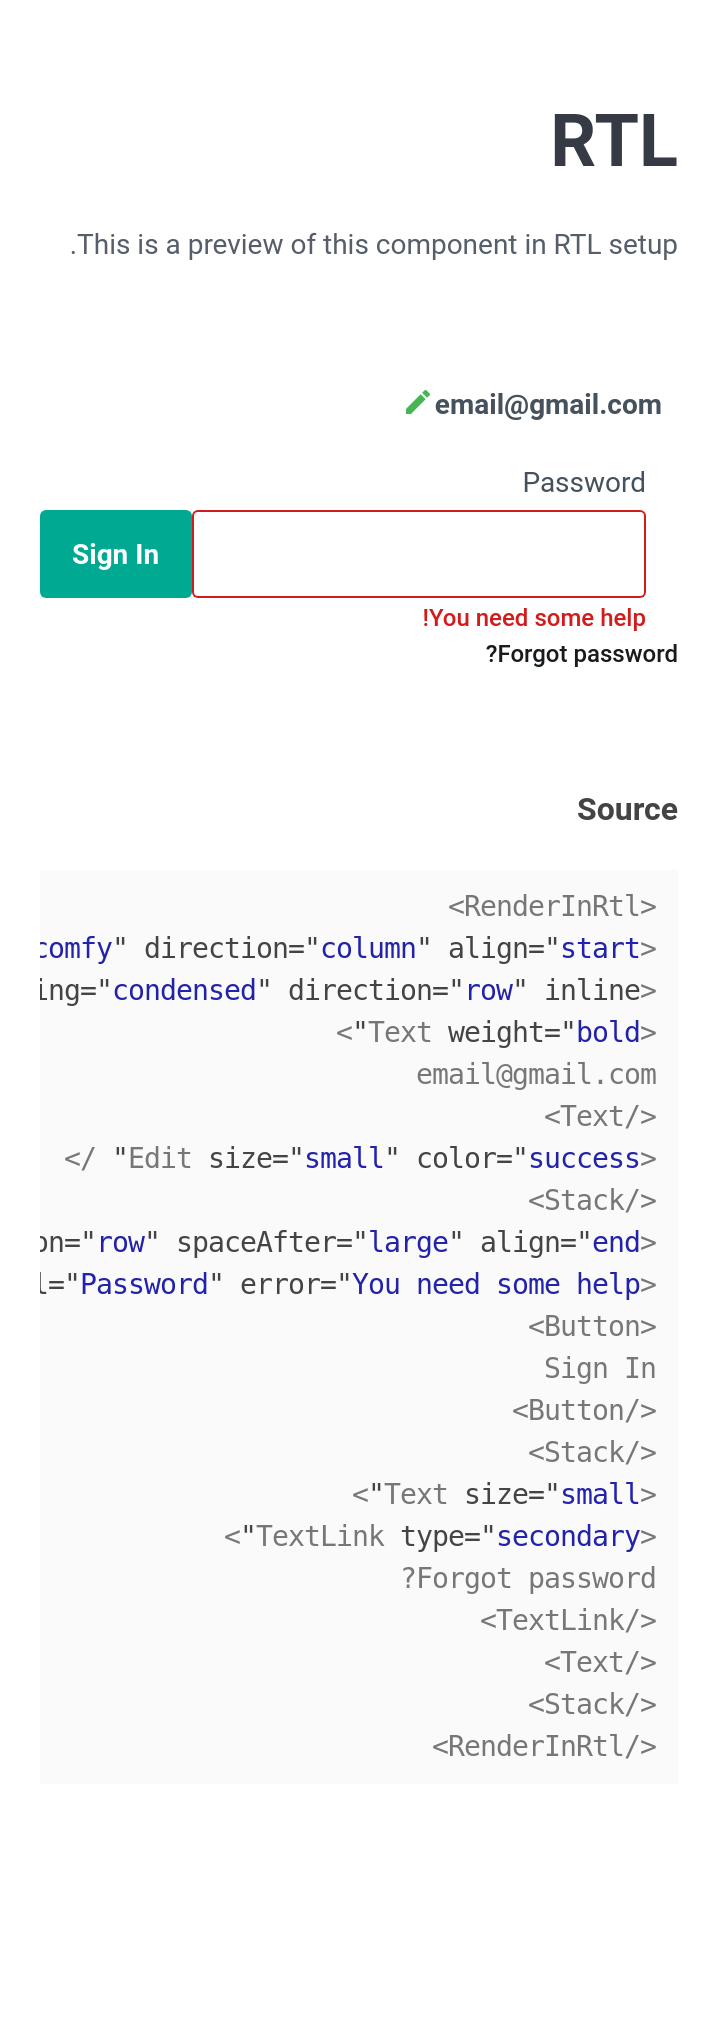 RTL
.This is a preview of this component in RTL setup
email@gmail.com
Password
Sign In
!You need some help
?Forgot password
Source
<RenderInRtl>
comfy" direction="column" align="start>
ing="condensed" direction="row" inline>
<"Text weight="bold>
email@gmail.com
<Text/>
</ "Edit size="small" color="success>
<Stack/>
on="row" spaceAfter="large" align="end>
l="Password" error="You need some help>
<Button>
Sign In
<Button/>
<Stack/>
<"Text size="small>
<"TextLink type="secondary>
?Forgot password
<TextLink/>
<Text/>
<Stack/>
<RenderInRtl/>